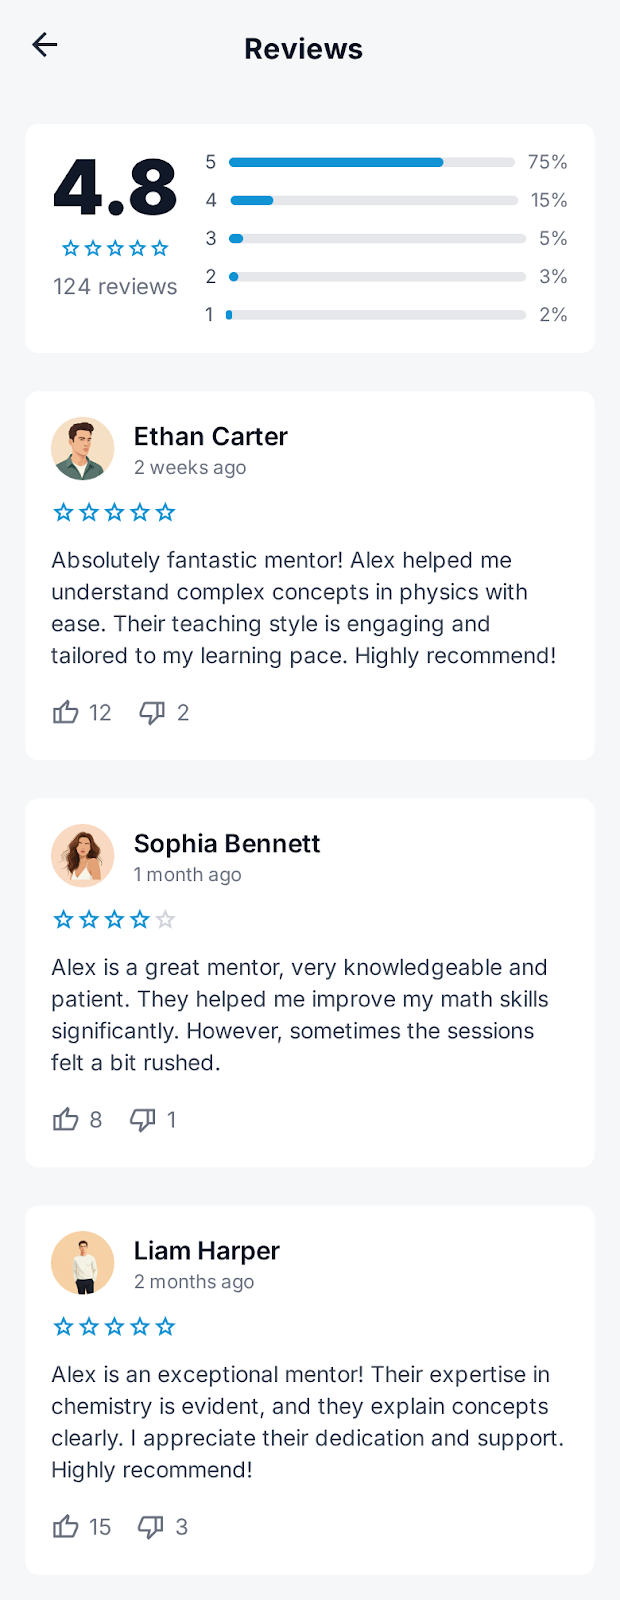 Reviews
4.8
124 reviews
5 75%
4 15%
3 5%
2 3%
1 2%
Ethan Carter
2 weeks ago
Absolutely fantastic mentor! Alex helped me
understand complex concepts in physics with
ease. Their teaching style is engaging and
tailored to my learning pace. Highly recommend!
12 2
Sophia Bennett
1 month ago
Alex is a great mentor, very knowledgeable and
patient. They helped me improve my math skills
significantly. However, sometimes the sessions
felt a bit rushed.
8 1
Liam Harper
2 months ago
Alex is an exceptional mentor! Their expertise in
chemistry is evident, and they explain concepts
clearly. I appreciate their dedication and support.
Highly recommend!
15 3